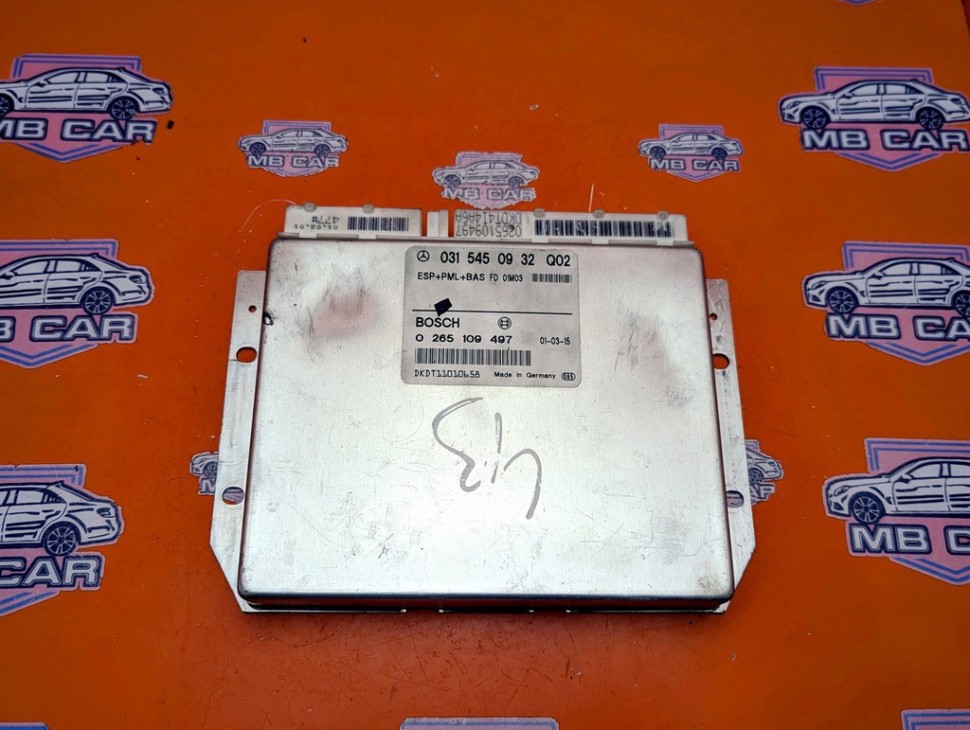 MB CAR
MB CAR
MB CAR
MB CAR
MB CAR
0265109497
DKDT414A6A
031 545 09 32 Q02
ESP+PML+BAS FD 01M03
BOSCH
0 265 109 497 01-03-15
DKDT11010658 Made in Germany
MB CAR
MB CAR
CAR
MB CAR